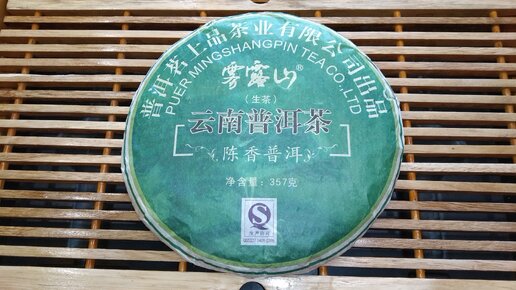 普洱茗上品茶业有限公司出品
PUER MINGSHANGPIN TEA CO.,LTD
雾露山®
(生茶)
云南普洱茶
陈香普洱
净含量:357克